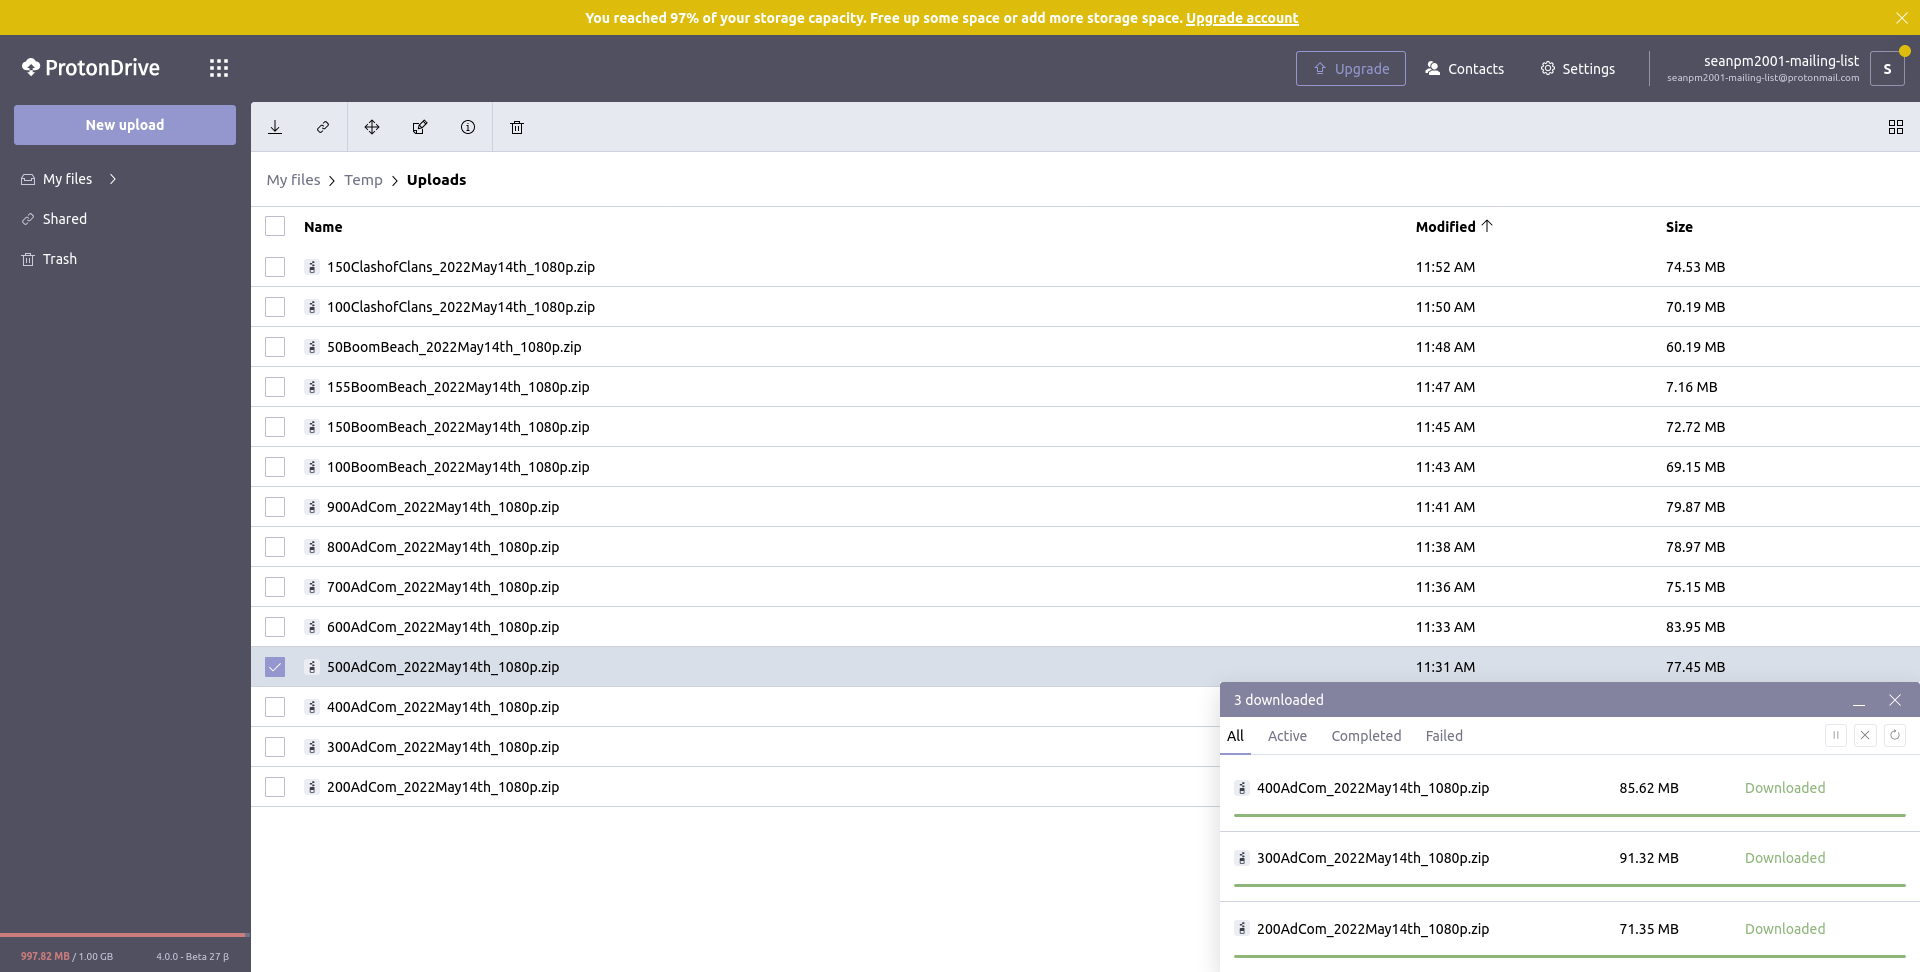 You reached 97% of your storage capacity. Free up some space or add more storage space. Upgrade account
ProtonDrive
Upgrade
Contacts
Settings
seanpm2001-mailing-list
seanpm2001-mailing-list@protonmail.com
S
New upload
My files
Shared
Trash
My files > Temp > Uploads
Name Modified Size
150ClashofClans_2022May14th_1080p.zip 11:52 AM 74.53 MB
100ClashofClans_2022May14th_1080p.zip 11:50 AM 70.19 MB
50BoomBeach_2022May14th_1080p.zip 11:48 AM 60.19 MB
155BoomBeach_2022May14th_1080p.zip 11:47 AM 7.16 MB
150BoomBeach_2022May14th_1080p.zip 11:45 AM 72.72 MB
100BoomBeach_2022May14th_1080p.zip 11:43 AM 69.15 MB
900AdCom_2022May14th_1080p.zip 11:41 AM 79.87 MB
800AdCom_2022May14th_1080p.zip 11:38 AM 78.97 MB
700AdCom_2022May14th_1080p.zip 11:36 AM 75.15 MB
600AdCom_2022May14th_1080p.zip 11:33 AM 83.95 MB
500AdCom_2022May14th_1080p.zip 11:31 AM 77.45 MB
400AdCom_2022May14th_1080p.zip
300AdCom_2022May14th_1080p.zip
200AdCom_2022May14th_1080p.zip
3 downloaded
All Active Completed Failed
400AdCom_2022May14th_1080p.zip 85.62 MB Downloaded
300AdCom_2022May14th_1080p.zip 91.32 MB Downloaded
200AdCom_2022May14th_1080p.zip 71.35 MB Downloaded
997.82 MB / 1.00 GB 4.0.0 - Beta 27 β